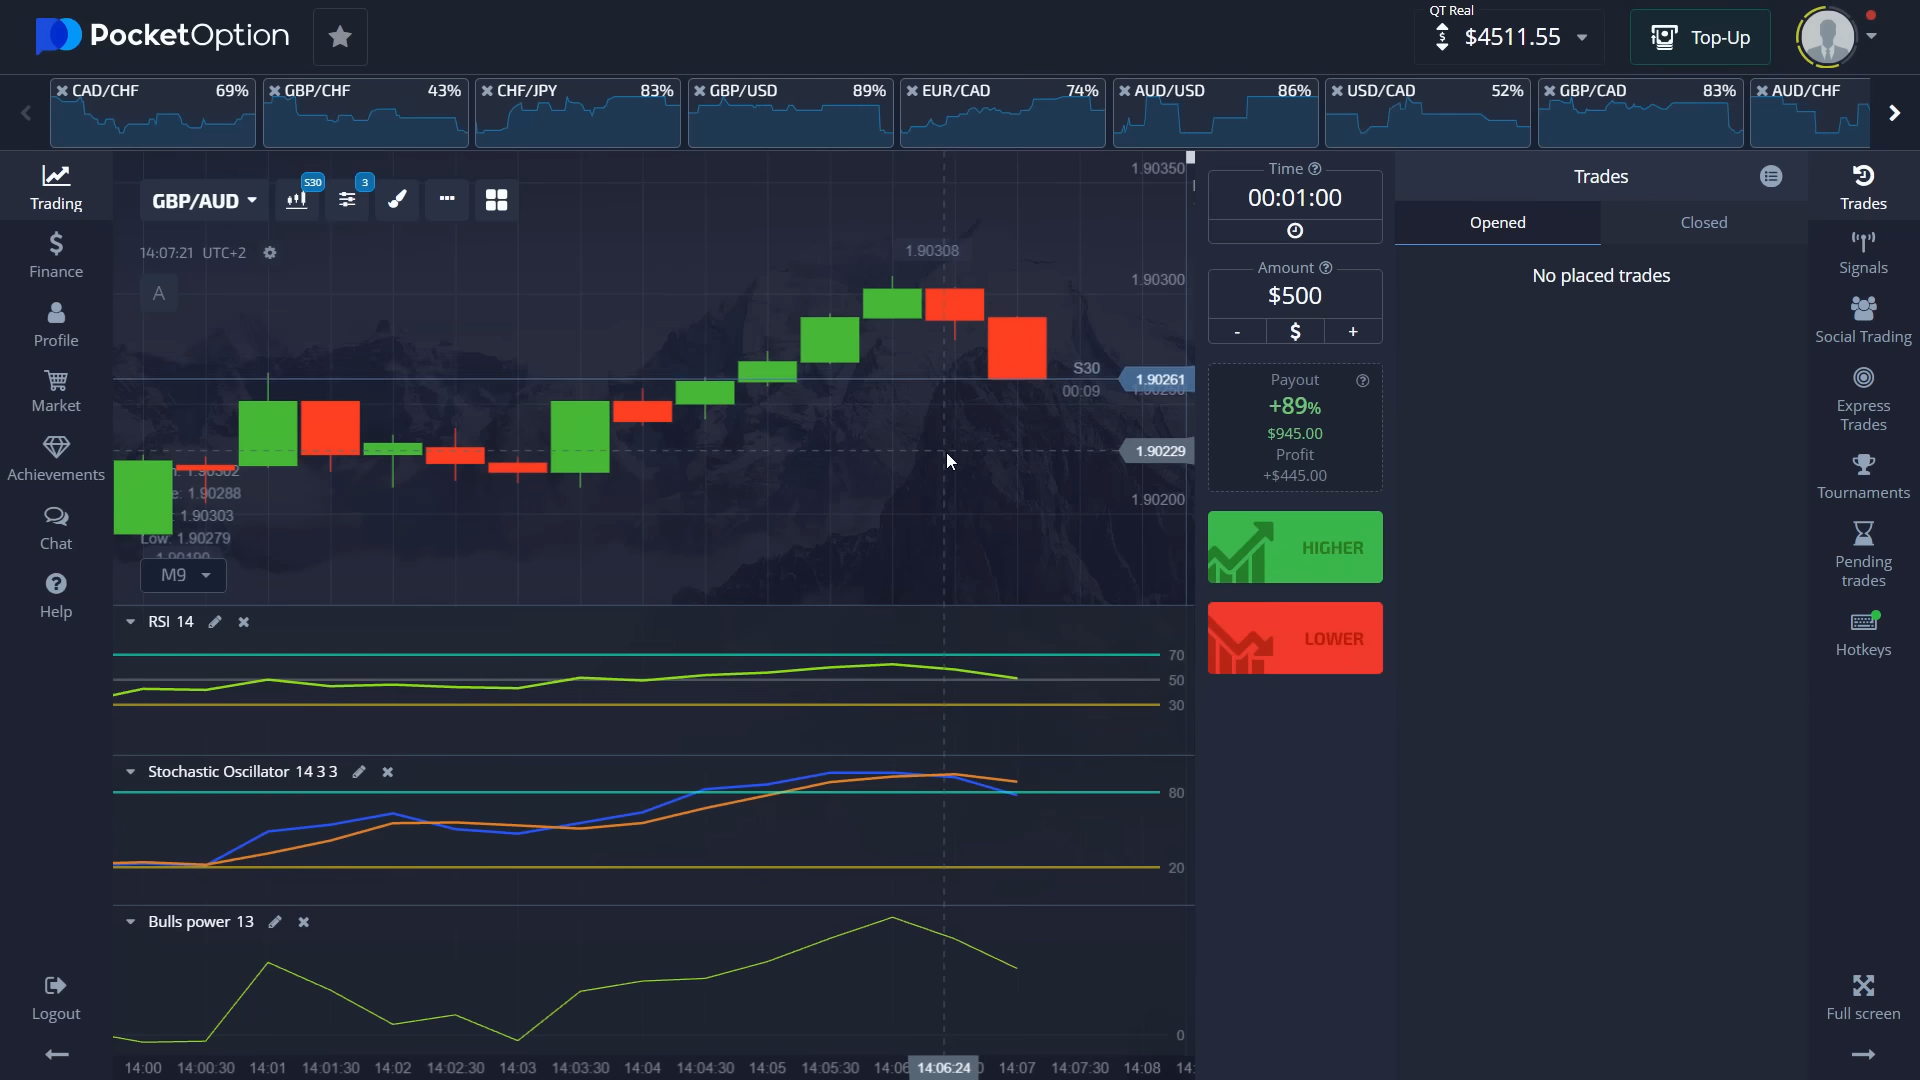 PocketOption
QT Real
$4511.55
Top-Up
CAD/CHF 69%
GBP/CHF 43%
CHF/JPY 83%
GBP/USD 89%
EUR/CAD 74%
AUD/USD 86%
USD/CAD 52%
GBP/CAD 83%
AUD/CHF
Trading
Finance
Profile
Market
Achievements
Chat
Help
Logout
GBP/AUD
S30
3
14:07:21 UTC+2
A
1.90308
1.90350
1.90300
S30
00:09
1.90261
1.90229
1.90200
1.90288
1.90303
Low: 1.90279
M9
RSI 14
70
50
30
Stochastic Oscillator 14 3 3
80
20
Bulls power 13
0
14:00 14:00:30 14:01 14:01:30 14:02 14:02:30 14:03 14:03:30 14:04 14:04:30 14:05 14:05:30 14:06 14:06:24 14:07 14:07:30 14:08
Time
00:01:00
Amount
$500
- $ +
Payout
+89%
$945.00
Profit
+$445.00
HIGHER
LOWER
Trades
Opened Closed
No placed trades
Trades
Signals
Social Trading
Express
Trades
Tournaments
Pending
trades
Hotkeys
Full screen